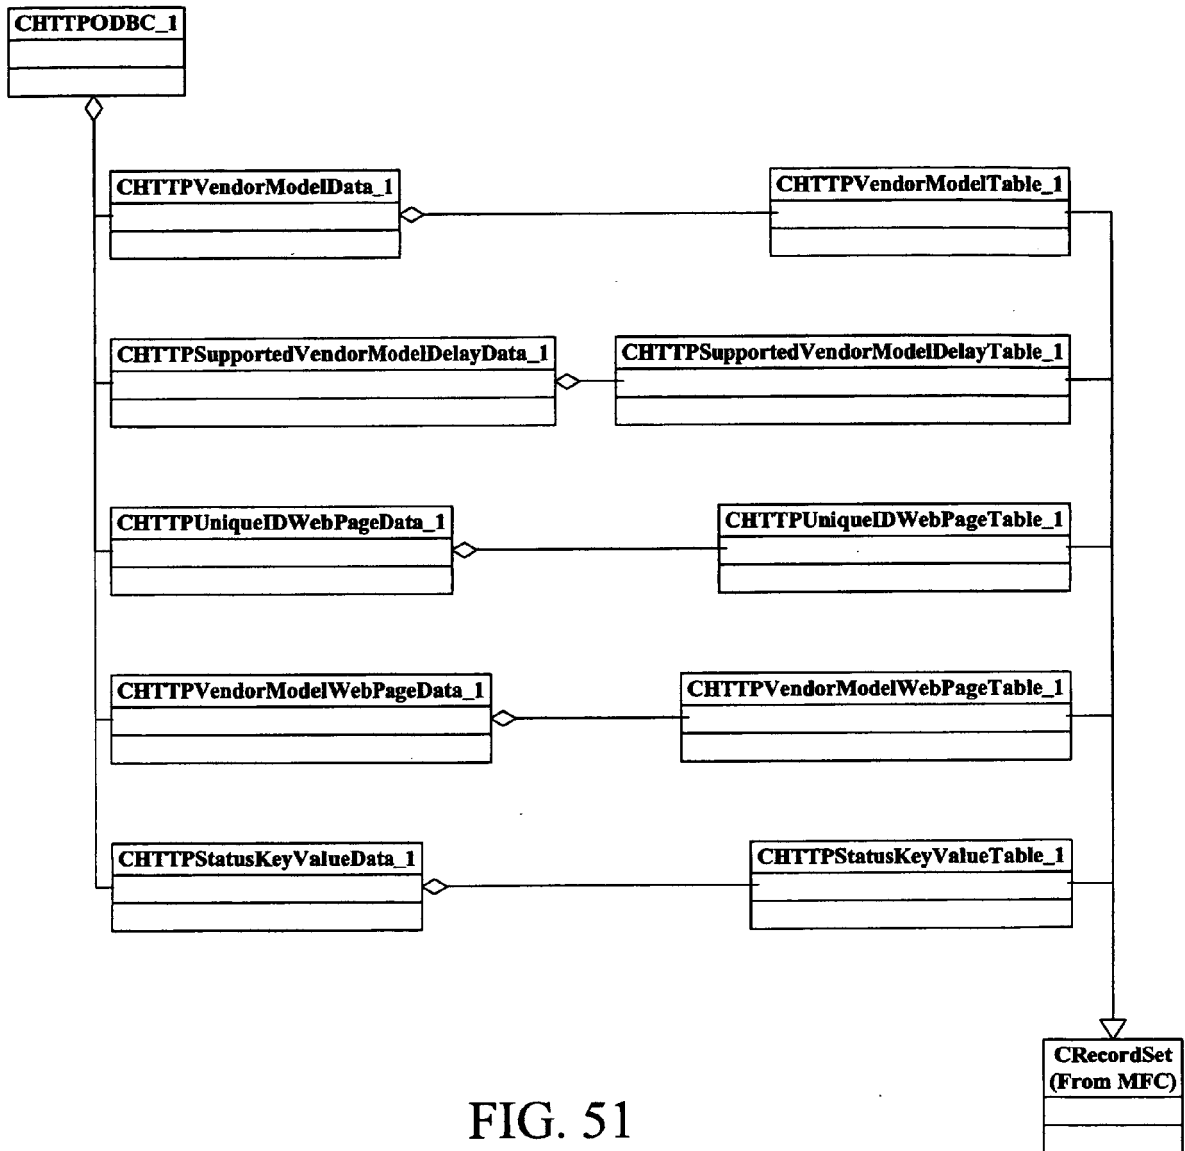 CHTTPODBC_1
CHTTPVendorModelData_1
CHTTPVendorModelTable_1
CHTTPSupportedVendorModelDelayData_1
CHTTPSupportedVendorModelDelayTable_1
CHTTPUniqueIDWebPageData_1
CHTTPUniqueIDWebPageTable_1
CHTTPVendorModelWebPageData_1
CHTTPVendorModelWebPageTable_1
CHTTPStatusKeyValueData_1
CHTTPStatusKeyValueTable_1
CRecordSet
(From MFC)
FIG. 51